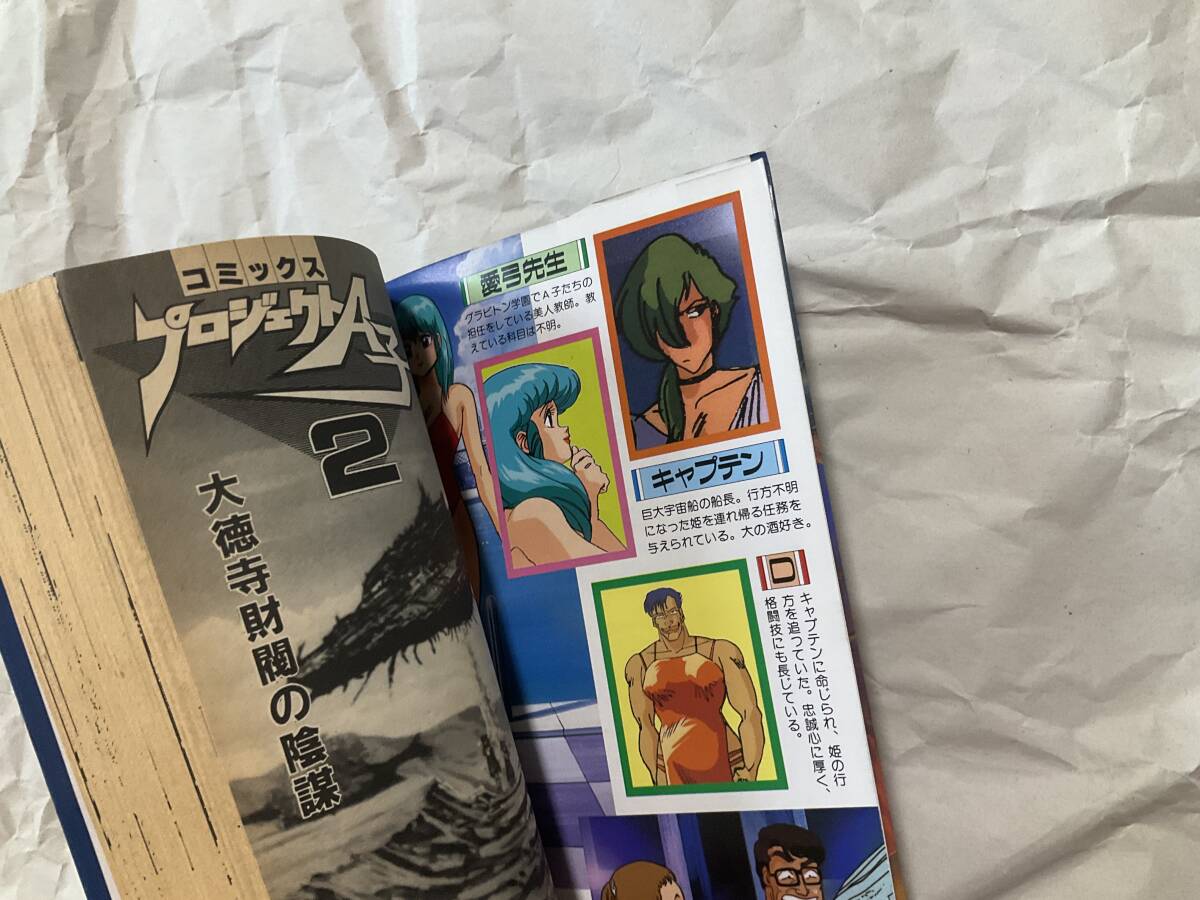 コミックス
プロジェクトA子
2
大徳寺財閥の陰謀
愛弓先生
グラビトン学園でA子たちの
担任をしている美人教師。教
えている科目は不明。
キャプテン
巨大宇宙船の船長。行方不明
になった姫を連れ帰る任務を
与えられている。大の酒好き。
D
キャプテンに命じられ、姫の行
方を追っていた。忠誠心に厚く、
格闘技にも長じている。